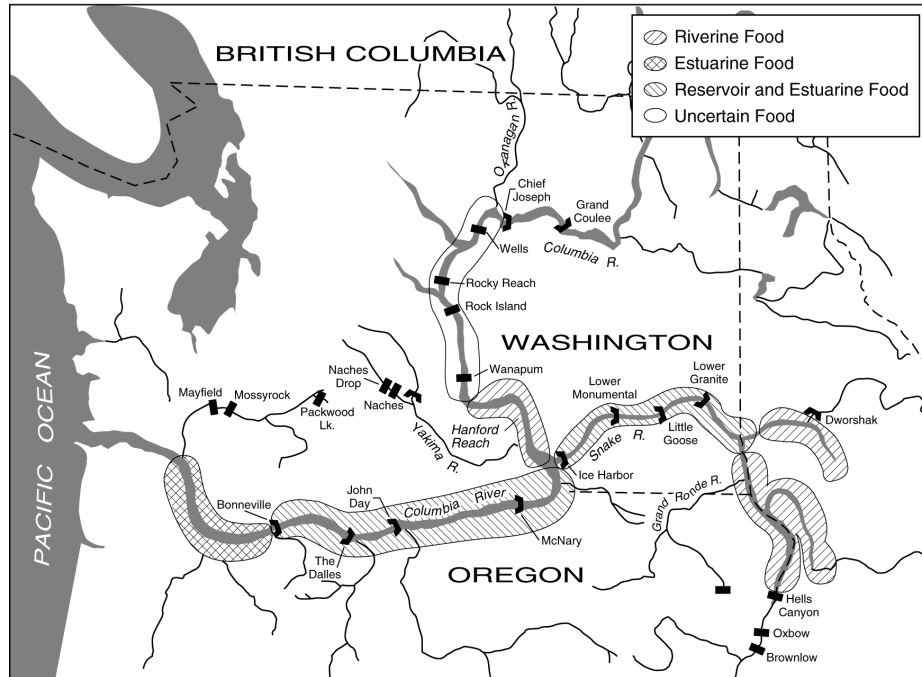 BRITISH COLUMBIA
Riverine Food
Estuarine Food
Reservoir and Estuarine Food
Uncertain Food
Okanagan R.
Chief
Joseph
Grand
Coulee
Wells
Columbia R.
Rocky Reach
Rock Island
WASHINGTON
Wanapum
Naches
Drop
Naches
Mayfield
Mossyrock
Packwood
Lk.
Yakima R.
Hanford
Reach
Lower
Monumental
Lower
Granite
Little
Goose
Snake R.
Dworshak
Ice Harbor
PACIFIC OCEAN
Bonneville
John
Day
Columbia River
The
Dalles
McNary
Grand Ronde R.
OREGON
Hells
Canyon
Oxbow
Brownlow